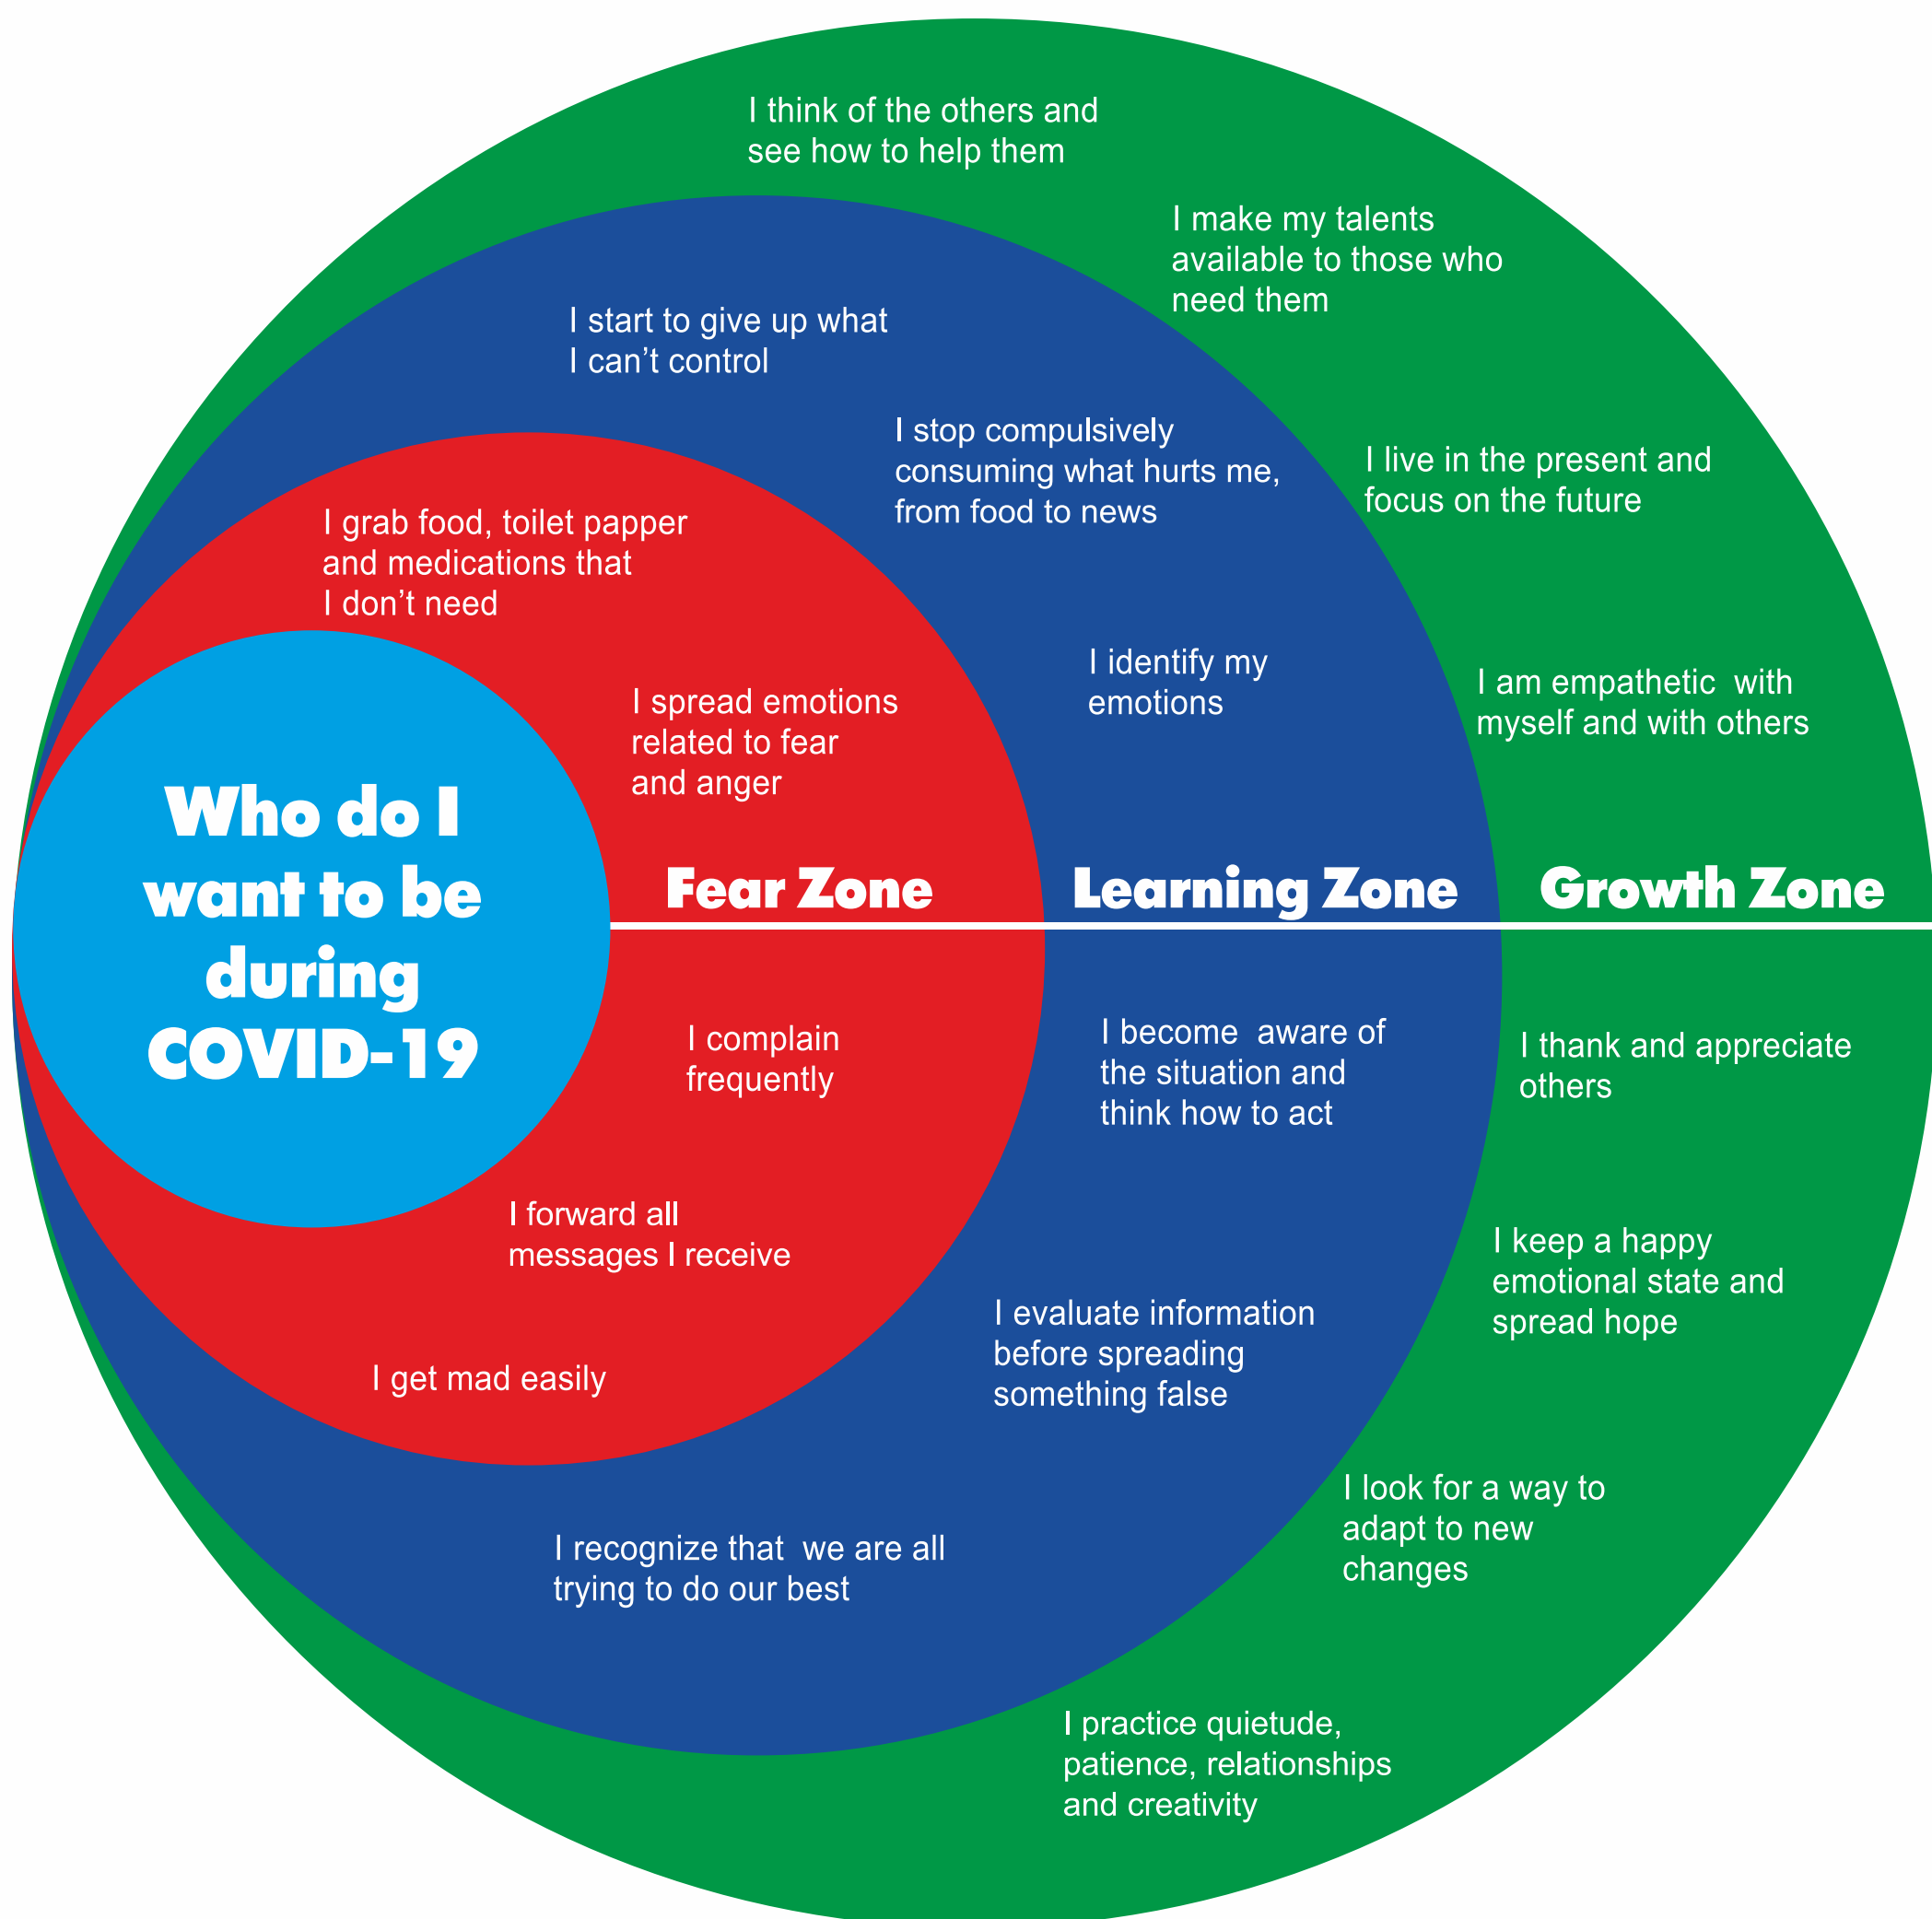 I think of the others and
see how to help them
I make my talents
available to those who
need them
I start to give up what
I can't control
I stop compulsively
consuming what hurts me,
from food to news
I live in the present and
focus on the future
I grab food, toilet papper
and medications that
I don't need
I identify my
emotions
I am empathetic with
myself and with others
I spread emotions
related to fear
and anger
Who do I
want to be
during
COVID-19
Fear Zone
Learning Zone
Growth Zone
I complain
frequently
I become aware of
the situation and
think how to act
I thank and appreciate
others
I forward all
messages I receive
I keep a happy
emotional state and
spread hope
I evaluate information
before spreading
something false
I get mad easily
I look for a way to
adapt to new
changes
I recognize that we are all
trying to do our best
I practice quietude,
patience, relationships
and creativity